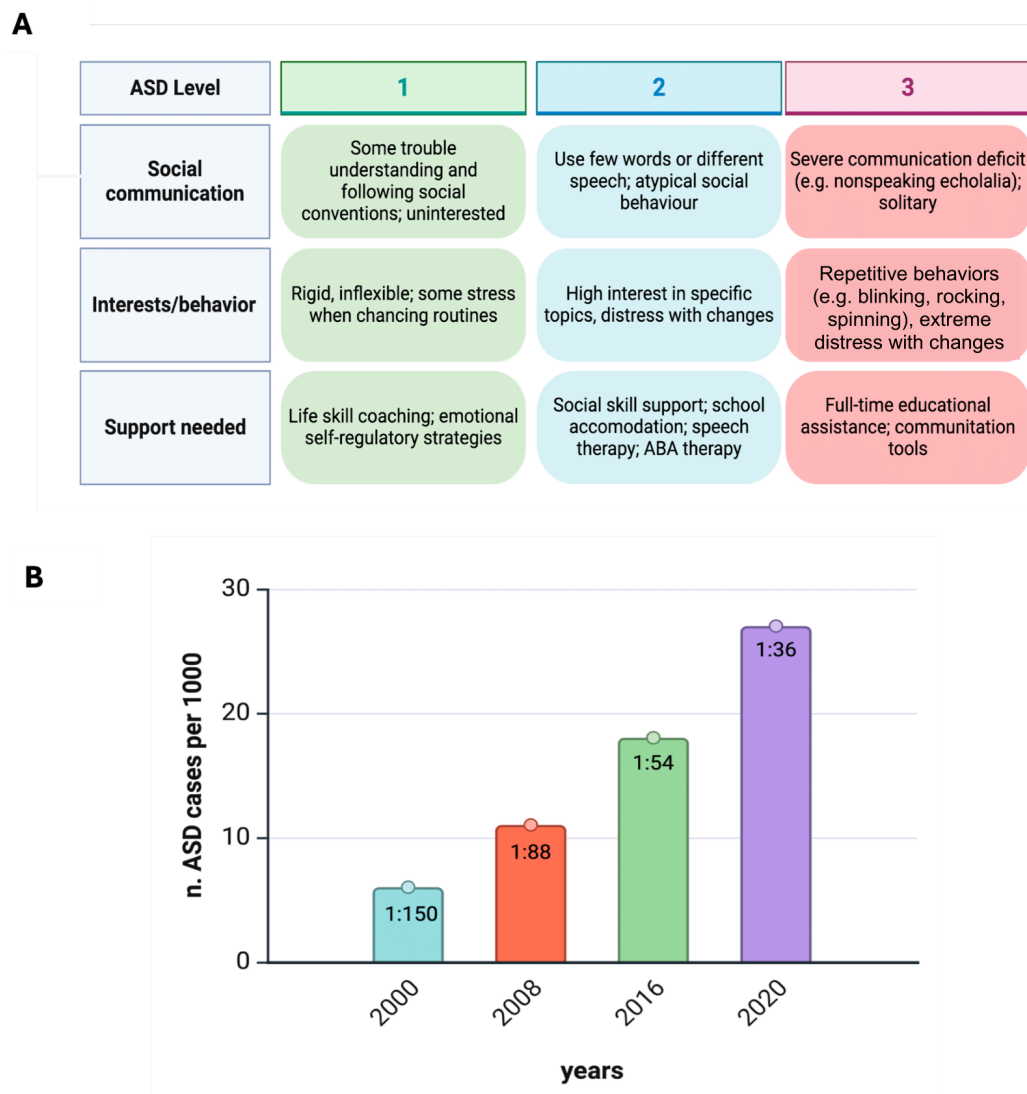 A
ASD Level
1
2
3
Social
communication
Some trouble
understanding and
following social
conventions; uninterested
Use few words or different
speech; atypical social
behaviour
Severe communication deficit
(e.g. nonspeaking echolalia);
solitary
Interests/behavior
Rigid, inflexible; some stress
when chancing routines
High interest in specific
topics, distress with changes
Repetitive behaviors
(e.g. blinking, rocking,
spinning), extreme
distress with changes
Support needed
Life skill coaching; emotional
self-regulatory strategies
Social skill support; school
accomodation; speech
therapy; ABA therapy
Full-time educational
assistance; communitation
tools
B
n. ASD cases per 1000
30
20
10
0
1:150
1:88
1:54
1:36
2000
2008
2016
2020
years